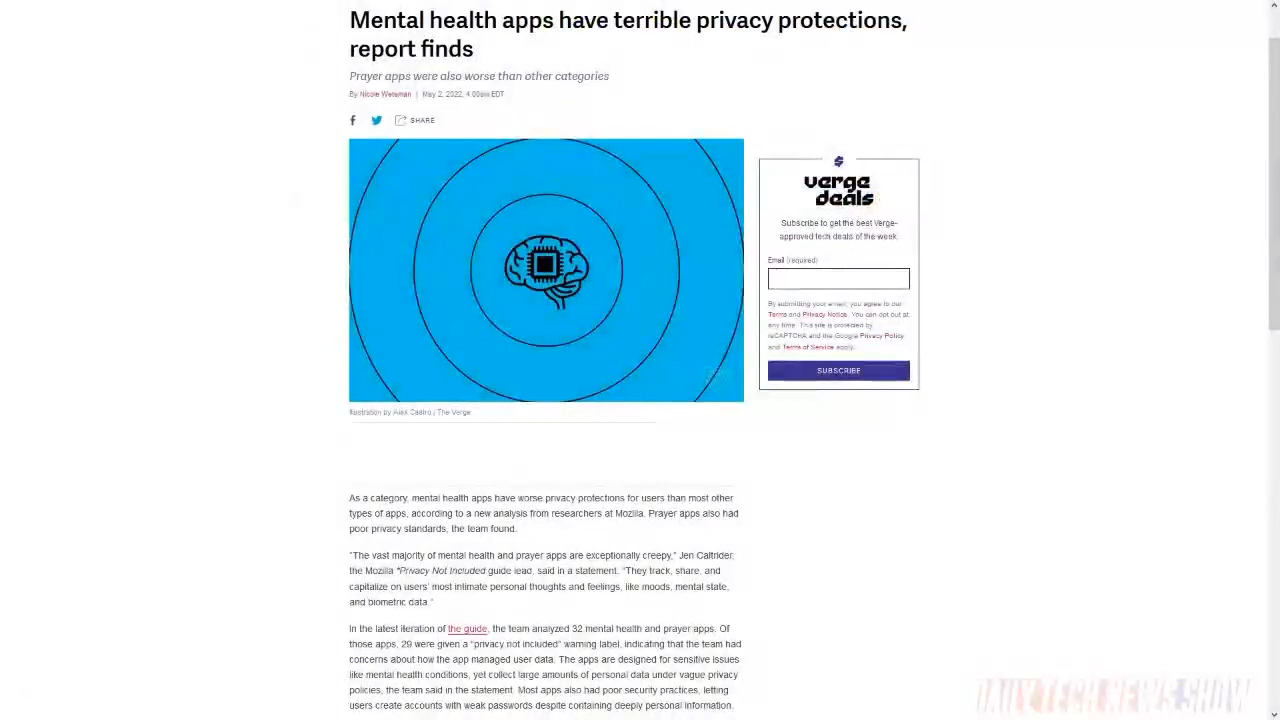 Mental health apps have terrible privacy protections,
report finds
Prayer apps were also worse than other categories
By Nicole Wetsman | May 2, 2022, 4:00am EDT
SHARE
verge
deals
Subscribe to get the best Verge-
approved tech deals of the week.
Email (required)
By submitting your email, you agree to our
Terms and Privacy Notice. You can opt out at
any time. This site is protected by
reCAPTCHA and the Google Privacy Policy
and Terms of Service apply.
SUBSCRIBE
Illustration by Alex Castro / The Verge
As a category, mental health apps have worse privacy protections for users than most other
types of apps, according to a new analysis from researchers at Mozilla. Prayer apps also had
poor privacy standards, the team found.
“The vast majority of mental health and prayer apps are exceptionally creepy,” Jen Caltrider,
the Mozilla *Privacy Not Included guide lead, said in a statement. “They track, share, and
capitalize on users’ most intimate personal thoughts and feelings, like moods, mental state,
and biometric data.”
In the latest iteration of the guide, the team analyzed 32 mental health and prayer apps. Of
those apps, 29 were given a “privacy not included” warning label, indicating that the team had
concerns about how the app managed user data. The apps are designed for sensitive issues
like mental health conditions, yet collect large amounts of personal data under vague privacy
policies, the team said in the statement. Most apps also had poor security practices, letting
users create accounts with weak passwords despite containing deeply personal information.
DAILY TECH NEWS SHOW